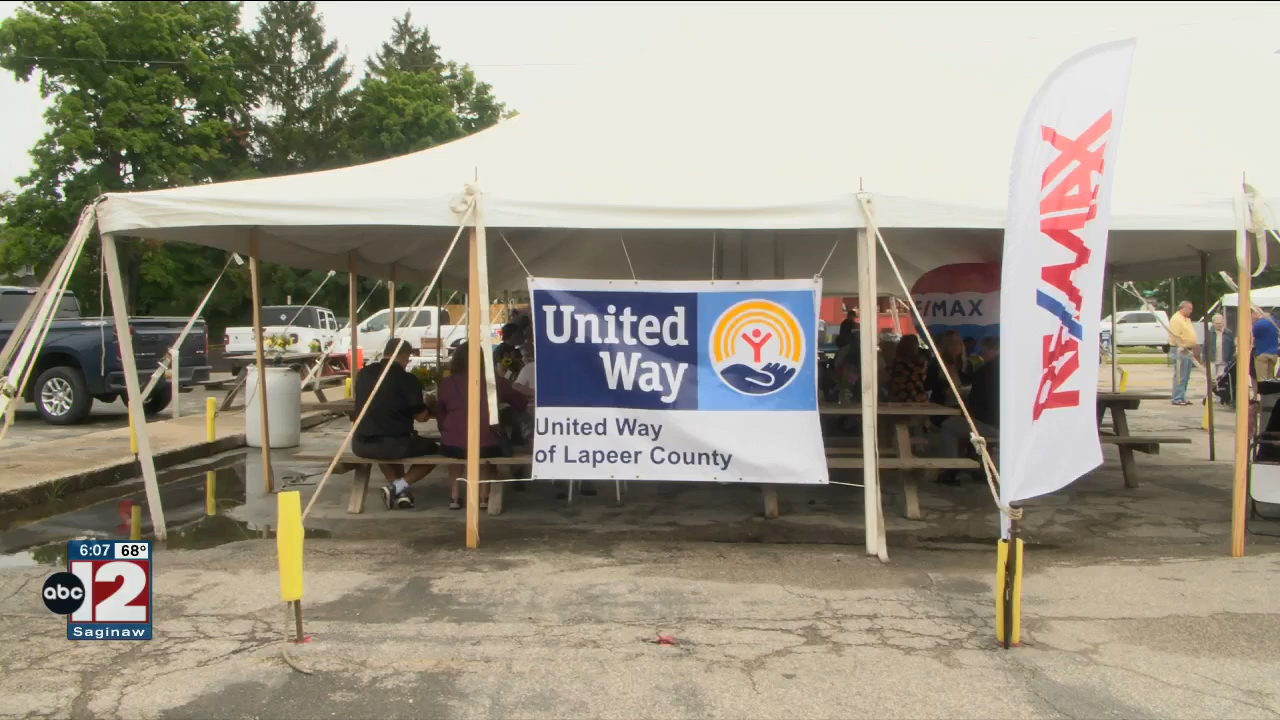 United
Way
United Way
of Lapeer County
RE/MAX
E/MAX
6:07 68°
abc
12
Saginaw